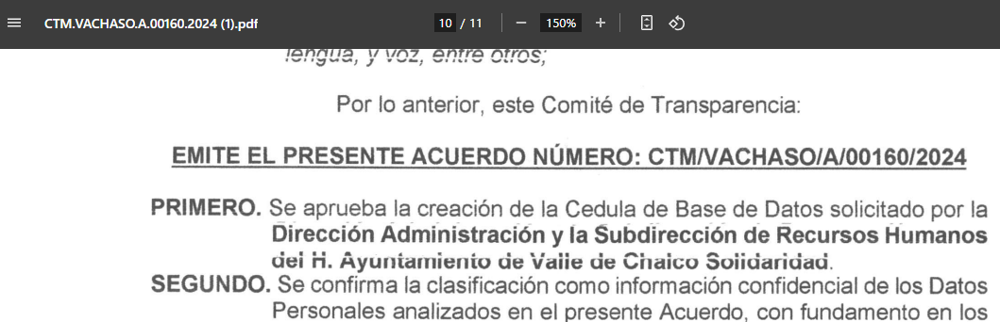 CTM.VACHASO.A.00160.2024 (1).pdf
10 / 11
150%
lengua, y voz, entre otros;
Por lo anterior, este Comité de Transparencia:
EMITE EL PRESENTE ACUERDO NÚMERO: CTM/VACHASO/A/00160/2024
PRIMERO. Se aprueba la creación de la Cedula de Base de Datos solicitado por la
Dirección Administración y la Subdirección de Recursos Humanos
del H. Ayuntamiento de Valle de Chalco Solidaridad.
SEGUNDO. Se confirma la clasificación como información confidencial de los Datos
Personales analizados en el presente Acuerdo, con fundamento en los